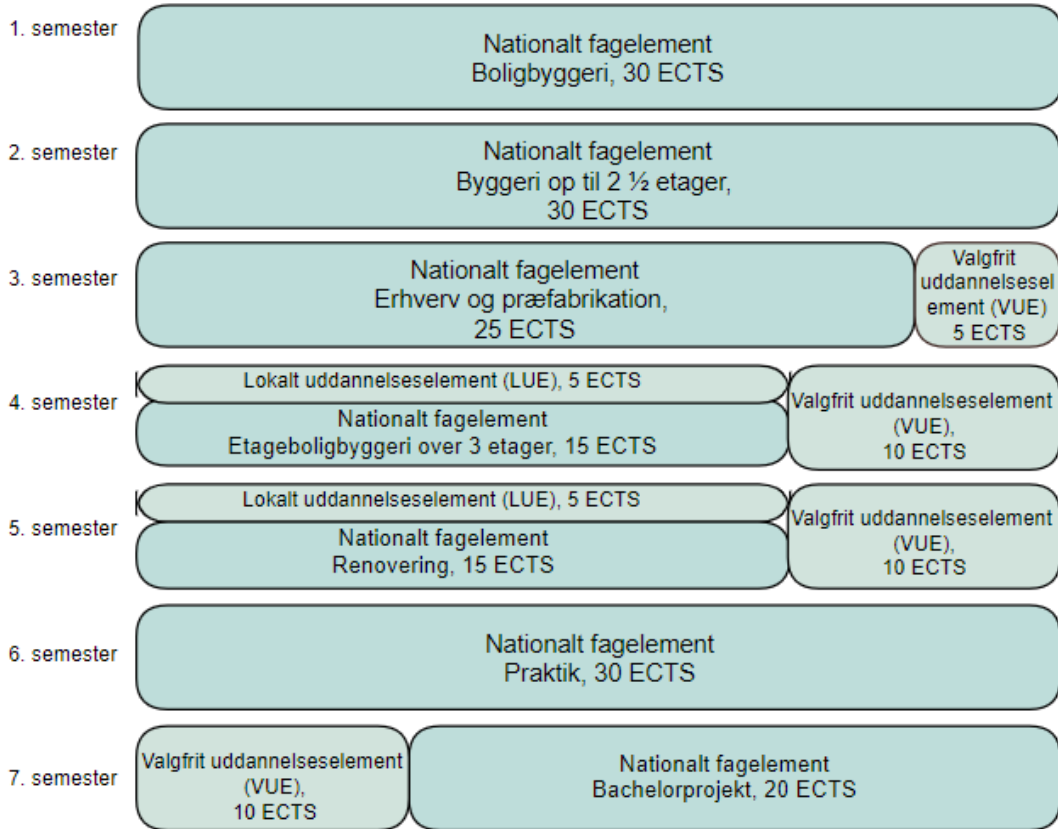 1. semester
Nationalt fagelement
Boligbyggeri, 30 ECTS
2. semester
Nationalt fagelement
Byggeri op til 2 ½ etager,
30 ECTS
3. semester
Nationalt fagelement
Erhverv og præfabrikation,
25 ECTS
Valgfrit
uddannelsesel
ement (VUE)
5 ECTS
4. semester
Lokalt uddannelseselement (LUE), 5 ECTS
Nationalt fagelement
Etageboligbyggeri over 3 etager, 15 ECTS
Valgfrit uddannelseselement
(VUE),
10 ECTS
5. semester
Lokalt uddannelseselement (LUE), 5 ECTS
Nationalt fagelement
Renovering, 15 ECTS
Valgfrit uddannelseselement
(VUE),
10 ECTS
6. semester
Nationalt fagelement
Praktik, 30 ECTS
7. semester
Valgfrit uddannelseselement
(VUE),
10 ECTS
Nationalt fagelement
Bachelorprojekt, 20 ECTS